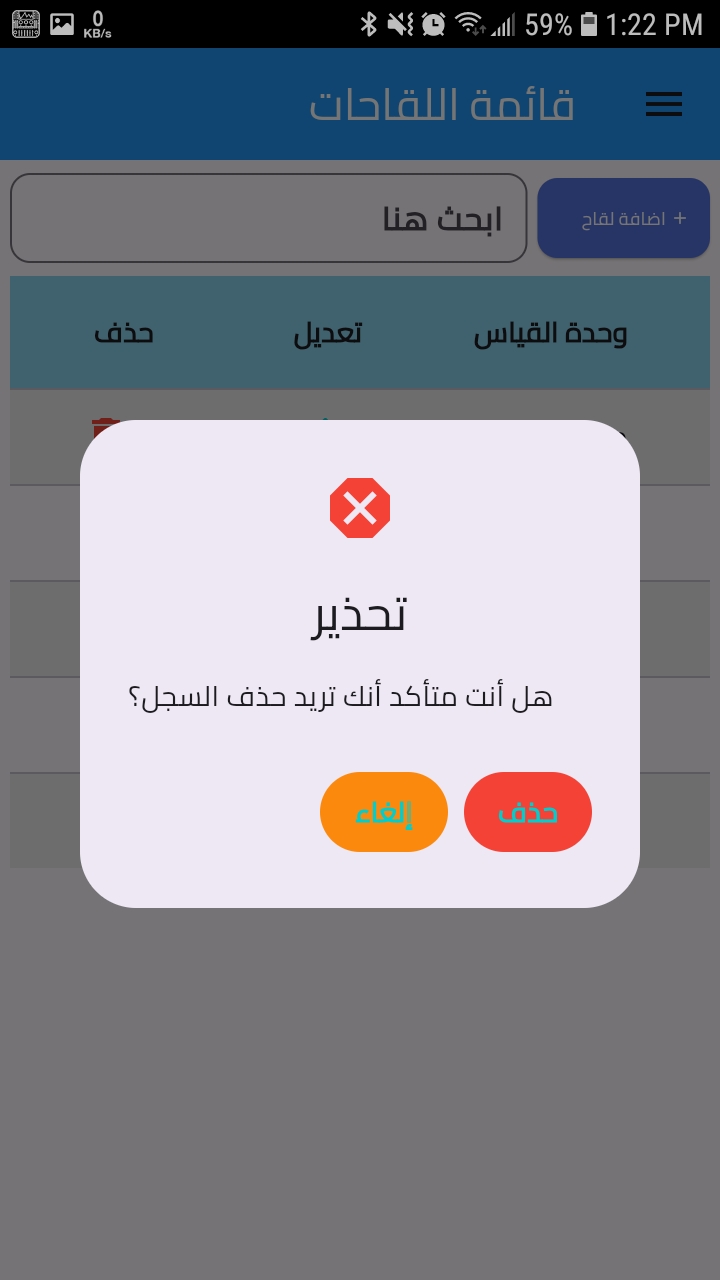 0 KB/s 59% 1:22 PM
قائمة اللقاحات
+ اضافة لقاح ابحث هنا
وحدة القياس تعديل حذف
تحذير
هل أنت متأكد أنك تريد حذف السجل؟
حذف إلغاء